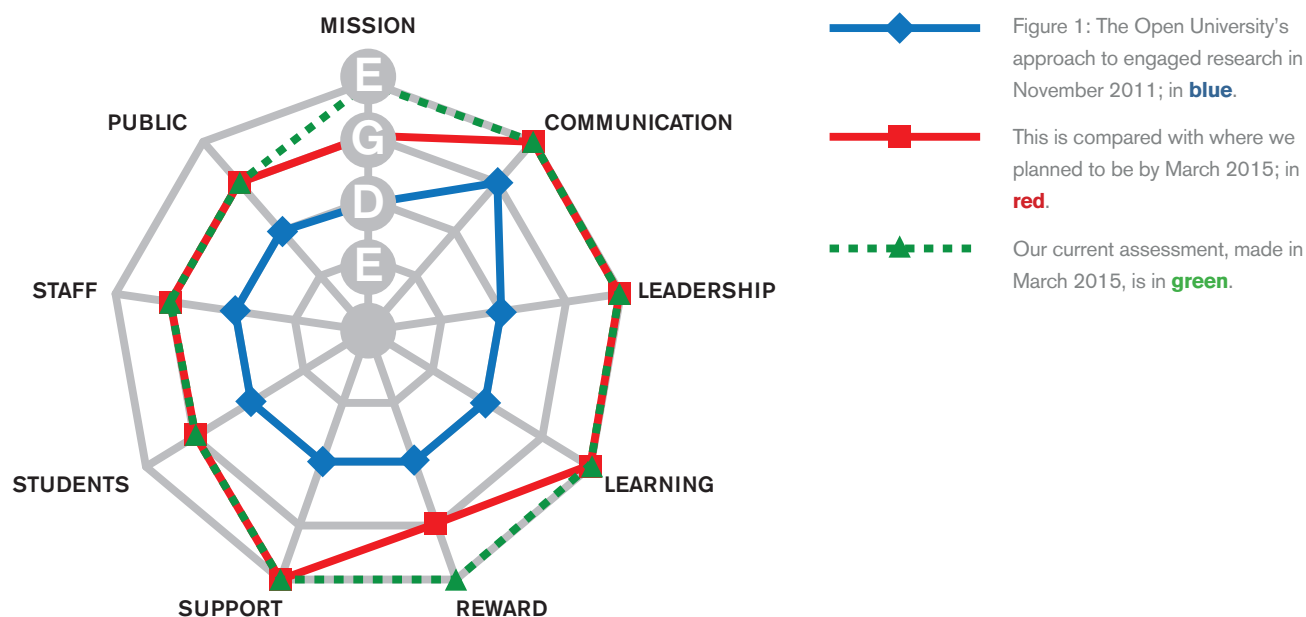 MISSION
E
G
D
E
PUBLIC
COMMUNICATION
STAFF
LEADERSHIP
STUDENTS
LEARNING
SUPPORT
REWARD
Figure 1: The Open University's
approach to engaged research in
November 2011; in blue.
This is compared with where we
planned to be by March 2015; in
red.
Our current assessment, made in
March 2015, is in green.